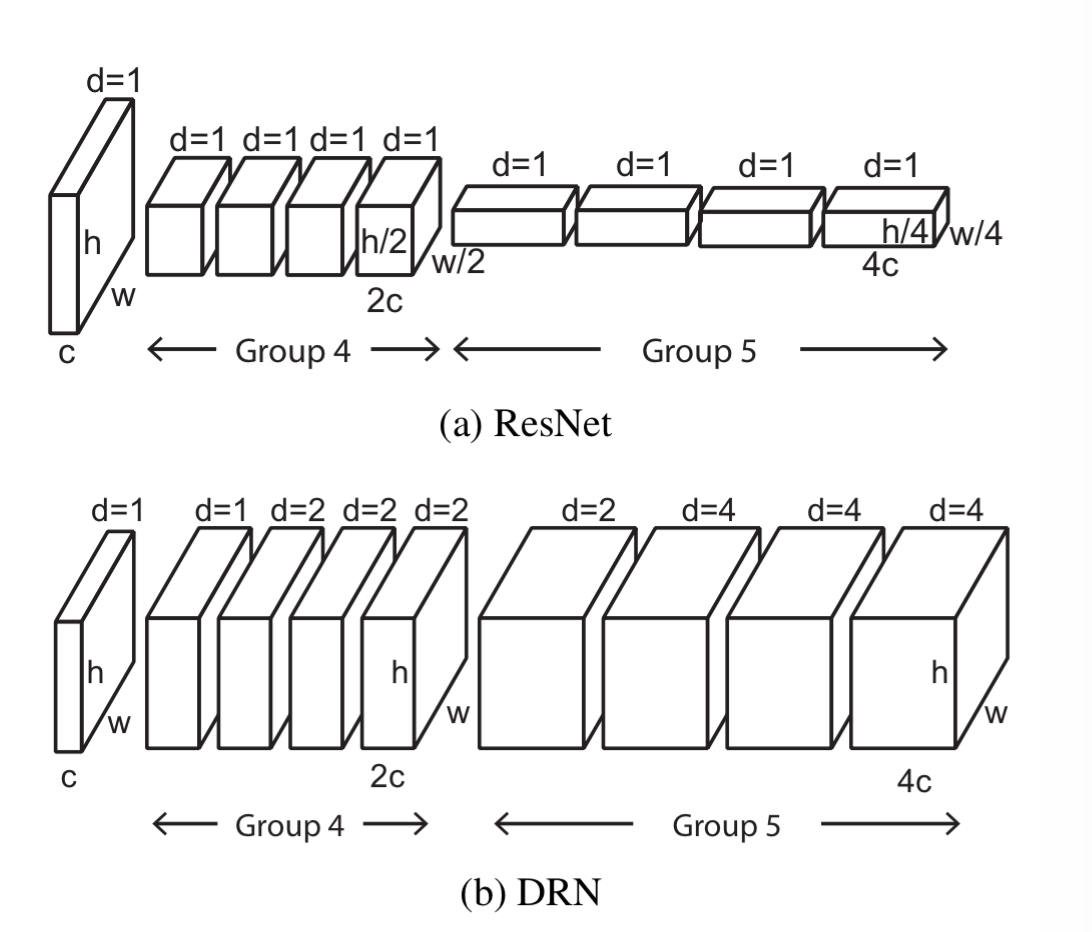 d=1
d=1 d=1 d=1 d=1
d=1 d=1 d=1 d=1
h h/2 h/4 w/4
w/2 4c
w 2c
c
Group 4 Group 5
(a) ResNet
d=1 d=1 d=2 d=2 d=2 d=2 d=4 d=4 d=4
h h h
w w w
c 2c 4c
Group 4 Group 5
(b) DRN